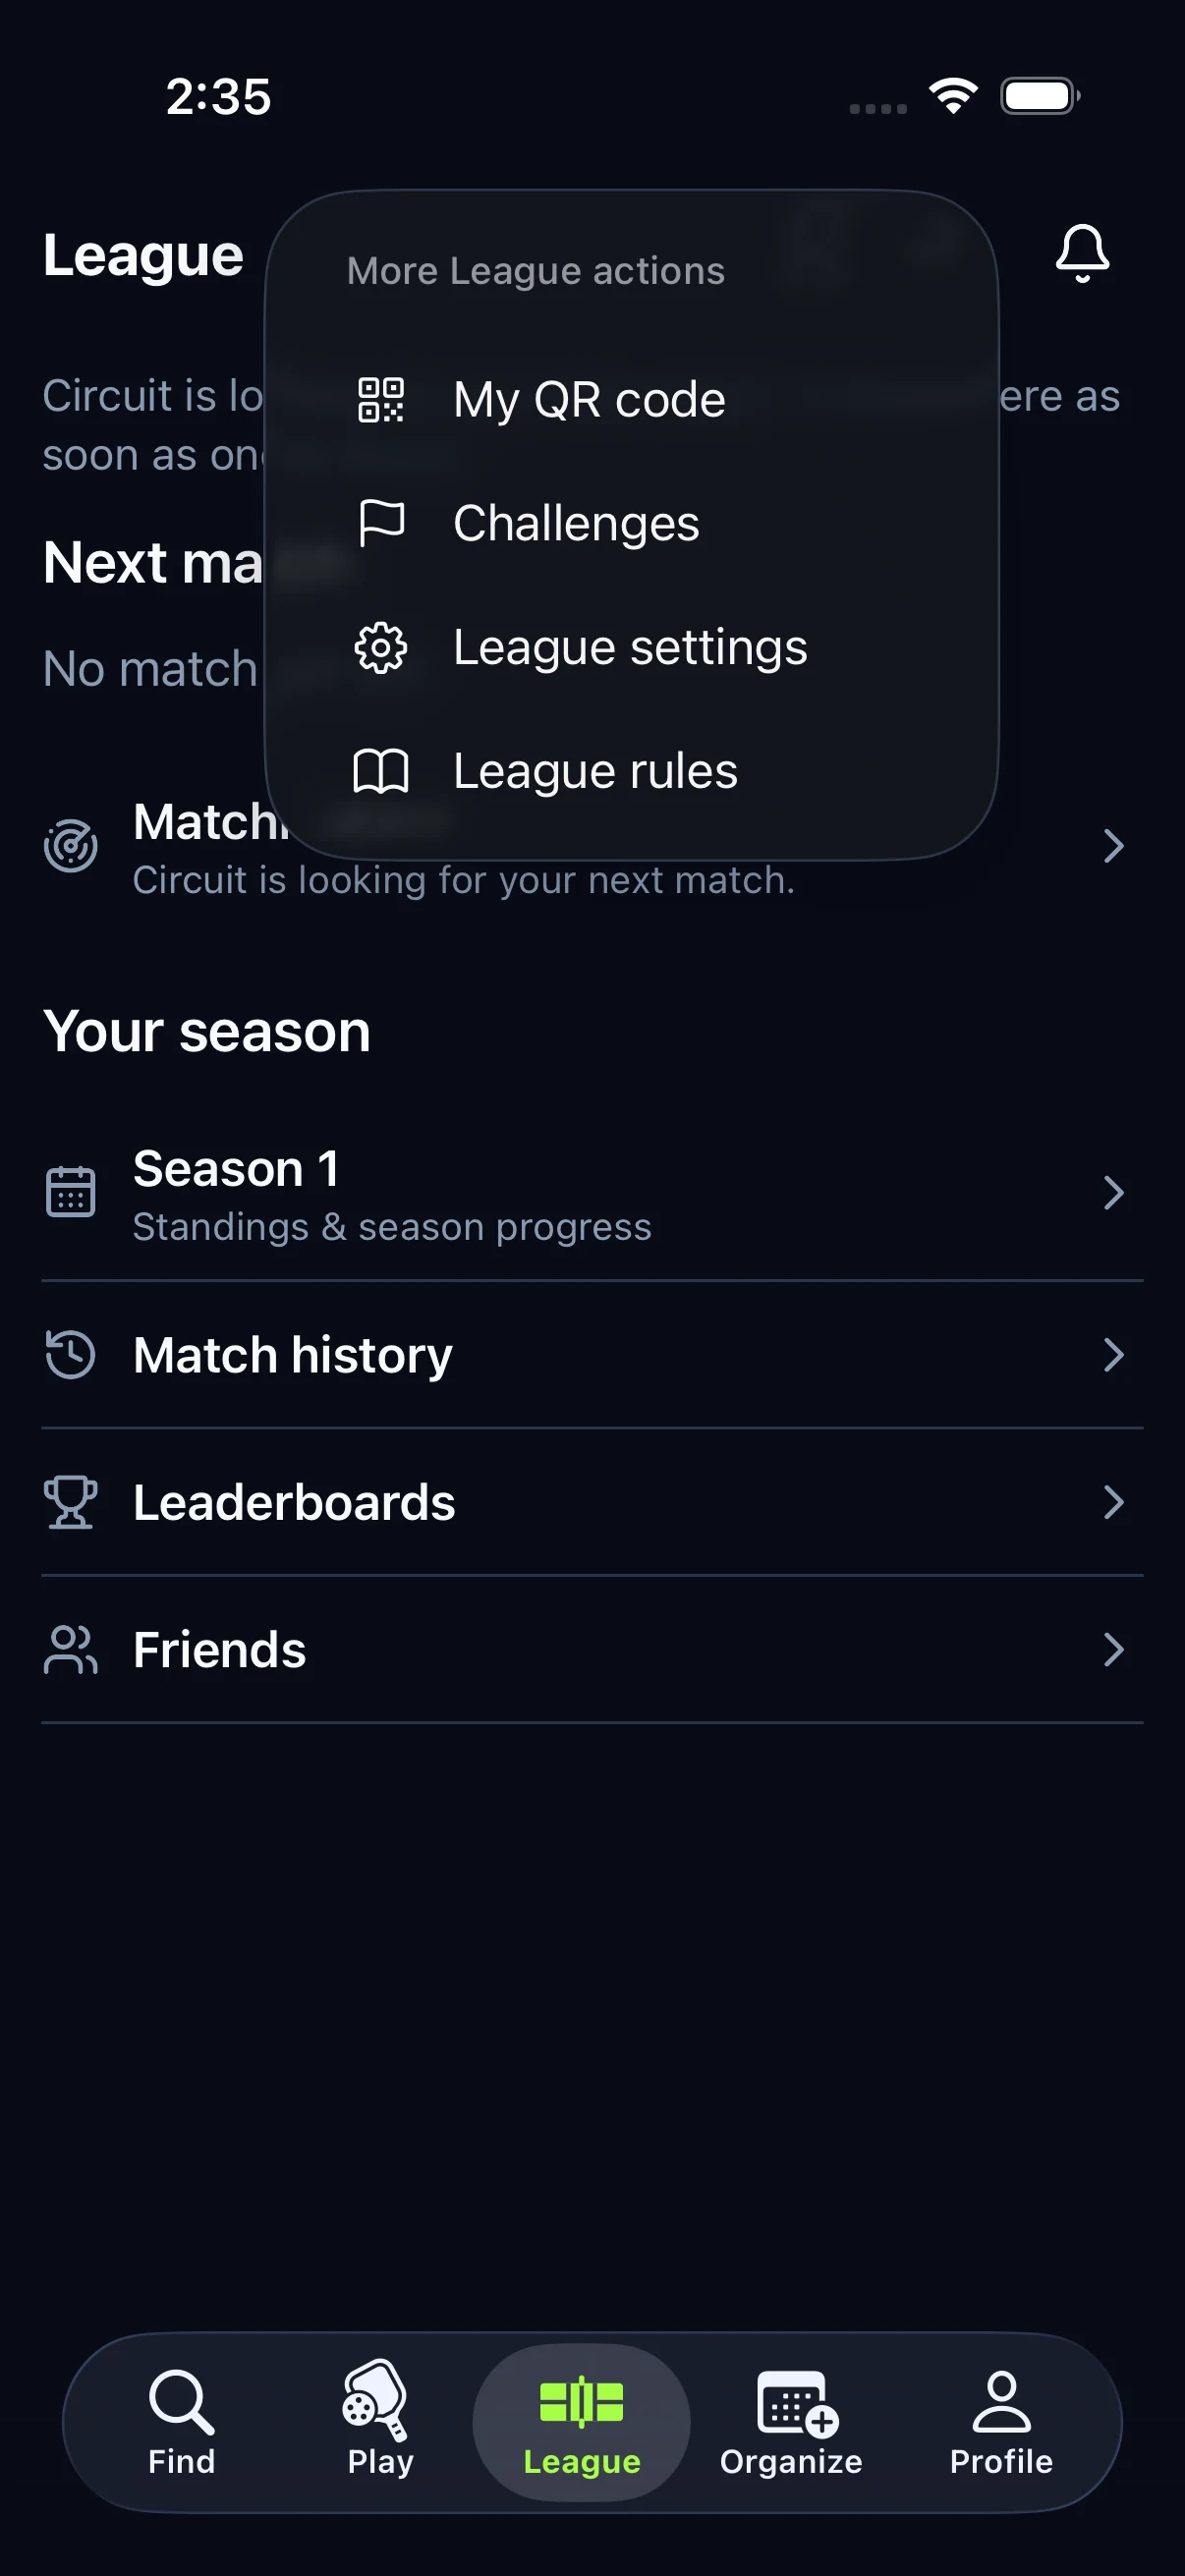 2:35
League
More League actions
Circuit is lo
ere as
soon as on
My QR code
Challenges
Next ma
League settings
No match
League rules
Match
Circuit is looking for your next match.
Your season
Season 1
Standings & season progress
Match history
Leaderboards
Friends
Find
Play
League
Organize
Profile